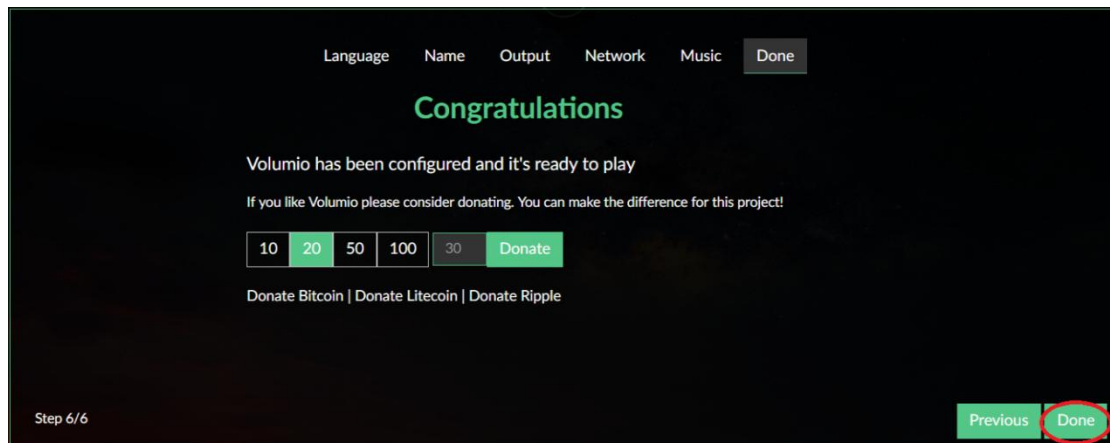 Language Name Output Network Music Done
Congratulations
Volumio has been configured and it's ready to play
If you like Volumio please consider donating. You can make the difference for this project!
10 20 50 100 30 Donate
Donate Bitcoin | Donate Litecoin | Donate Ripple
Step 6/6 Previous Done